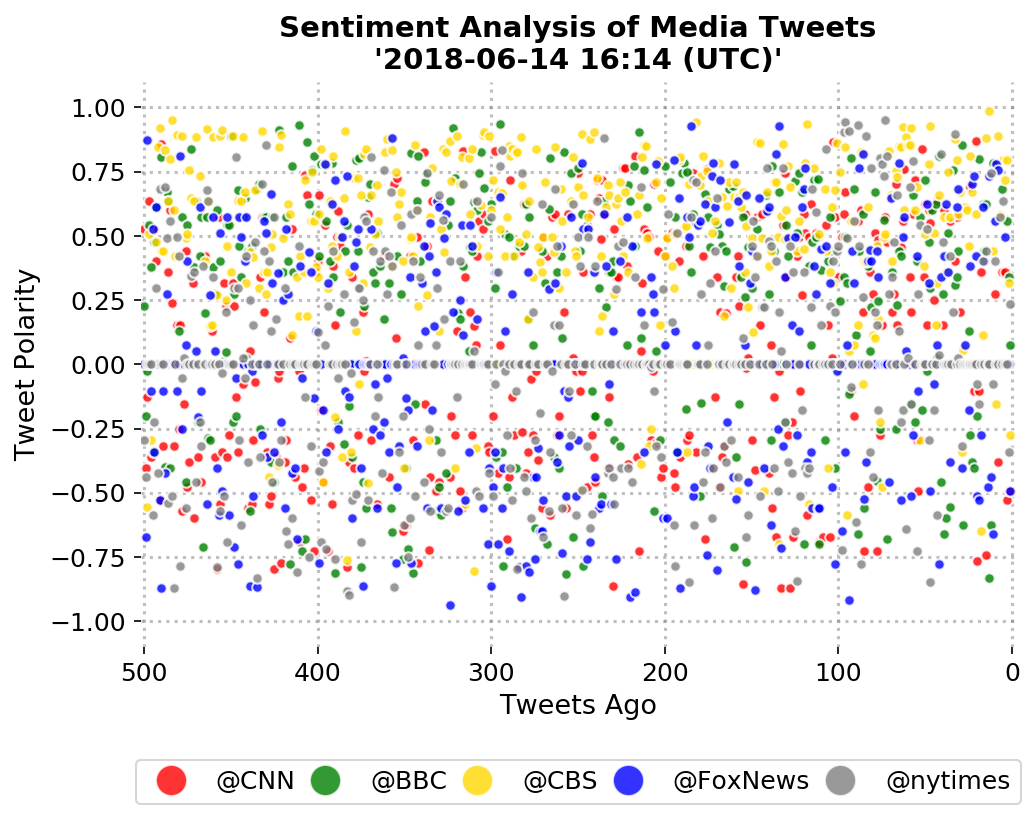 Sentiment Analysis of Media Tweets
'2018-06-14 16:14 (UTC)'
Tweet Polarity
1.00
0.75
0.50
0.25
0.00
−0.25
−0.50
−0.75
−1.00
500 400 300 200 100 0
Tweets Ago
@CNN @BBC @CBS @FoxNews @nytimes